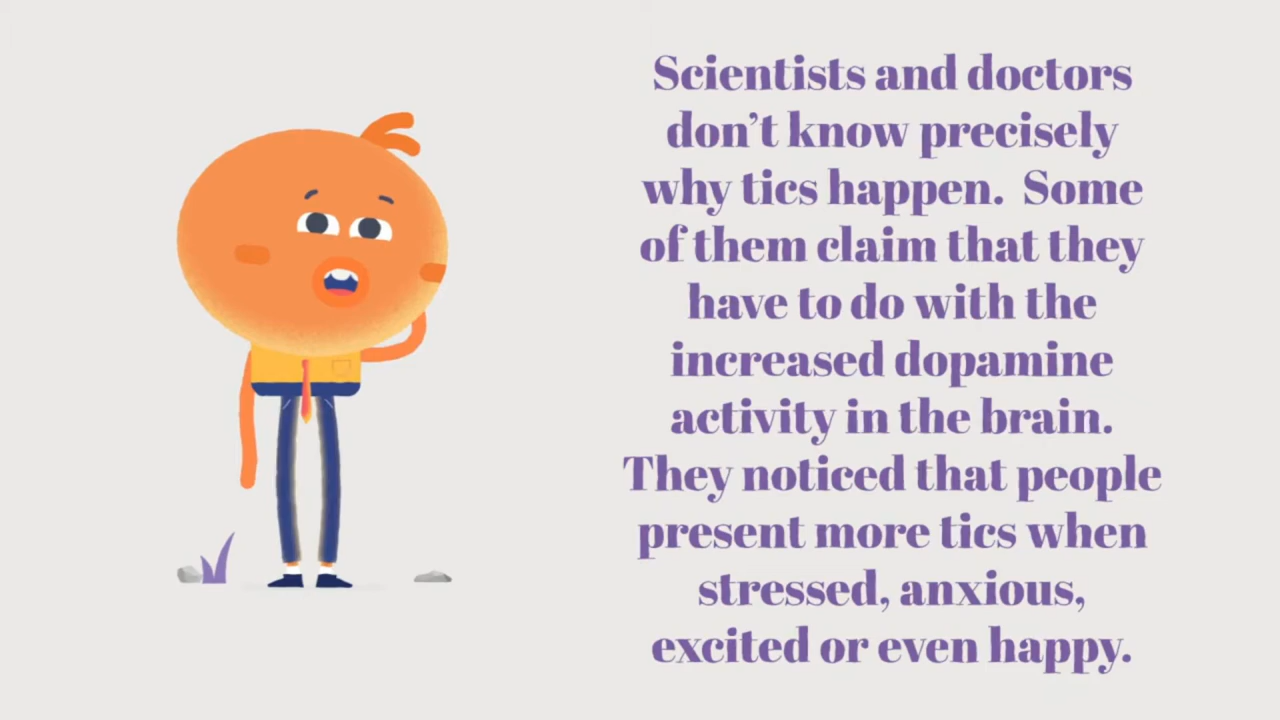 Scientists and doctors
don’t know precisely
why tics happen.  Some
of them claim that they
have to do with the
increased dopamine
activity in the brain.
They noticed that people
present more tics when
stressed, anxious,
excited or even happy.